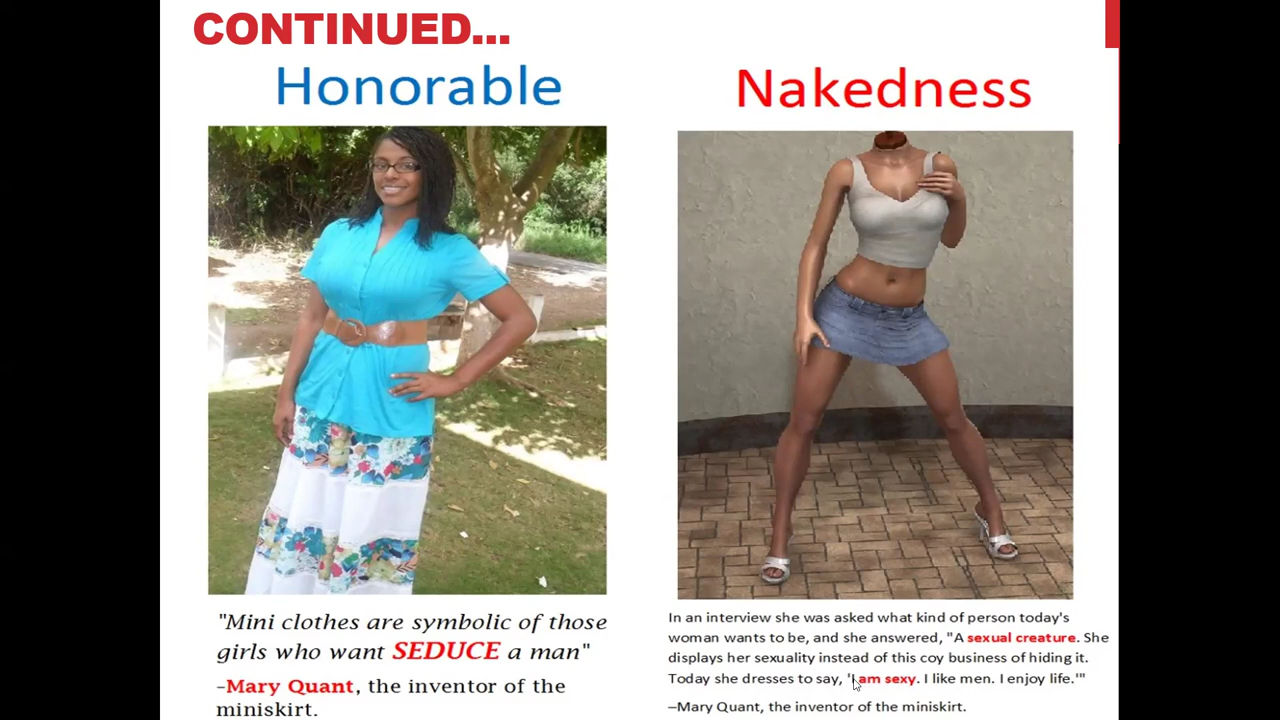 CONTINUED...
Honorable
Nakedness
"Mini clothes are symbolic of those
girls who want SEDUCE a man"
–Mary Quant, the inventor of the
miniskirt.
In an interview she was asked what kind of person today's
woman wants to be, and she answered, "A sexual creature. She
displays her sexuality instead of this coy business of hiding it.
Today she dresses to say, 'I am sexy. I like men. I enjoy life.'"
–Mary Quant, the inventor of the miniskirt.